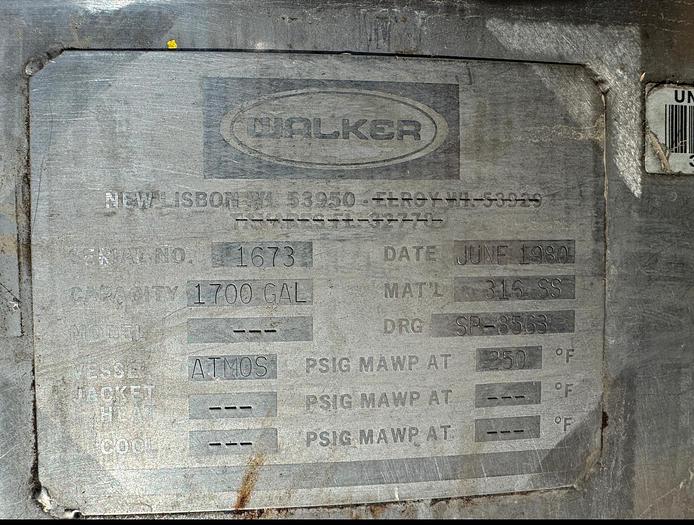 WALKER
NEW LISBON WI. 53950 - ELROY WI. 53929
SERIAL NO. 1673 DATE JUNE 1980
CAPACITY 1700 GAL MAT'L 316 SS
MODEL --- DRG SP-8563
VESSEL ATMOS PSIG MAWP AT 250 °F
JACKET
HEAT --- PSIG MAWP AT --- °F
COOL --- PSIG MAWP AT --- °F
UN